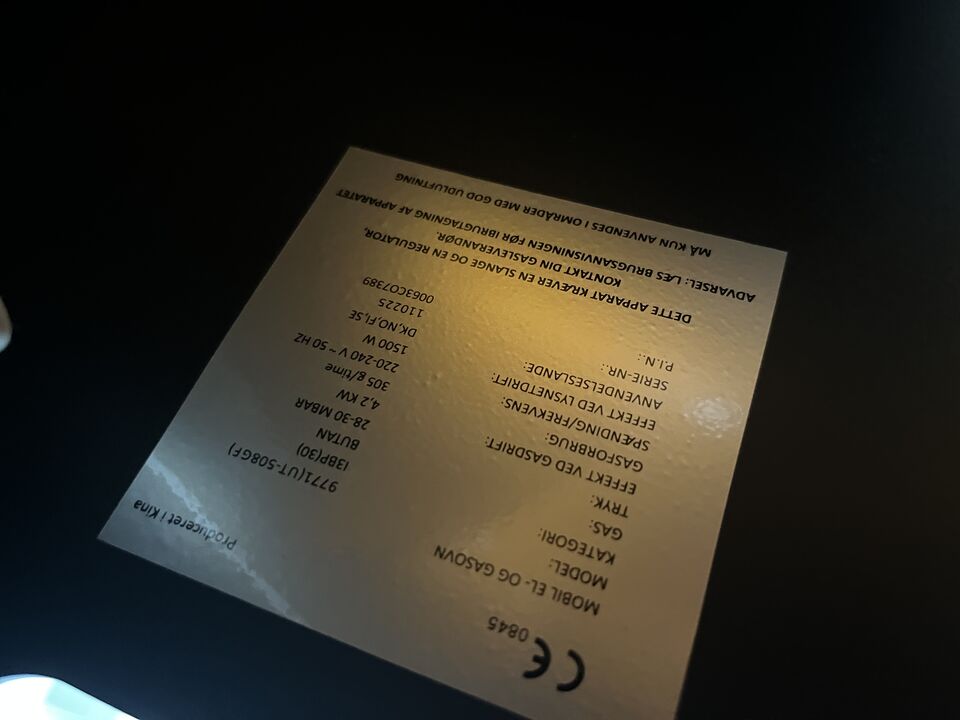 CE 0845
Produceret i Kina
MOBIL EL- OG GASOVN
MODEL: 9771(UT-508GF)
KATEGORI: I3BP(30)
GAS: BUTAN
TRYK: 28-30 MBAR
EFFEKT VED GASDRIFT: 4,2 KW
GASFORBRUG: 305 g/time
SPÆNDING/FREKVENS: 220-240 V ~ 50 HZ
EFFEKT VED LYSNETDRIFT: 1500 W
ANVENDELSESLANDE: DK,NO,FI,SE
SERIE-NR.: 110225
P.I.N.: 0063CO7389
DETTE APPARAT KRÆVER EN SLANGE OG EN REGULATOR,
KONTAKT DIN GASLEVERANDØR.
ADVARSEL: LÆS BRUGSANVISNINGEN FØR IBRUGTAGNING AF APPARATET
MÅ KUN ANVENDES I OMRÅDER MED GOD UDLUFTNING